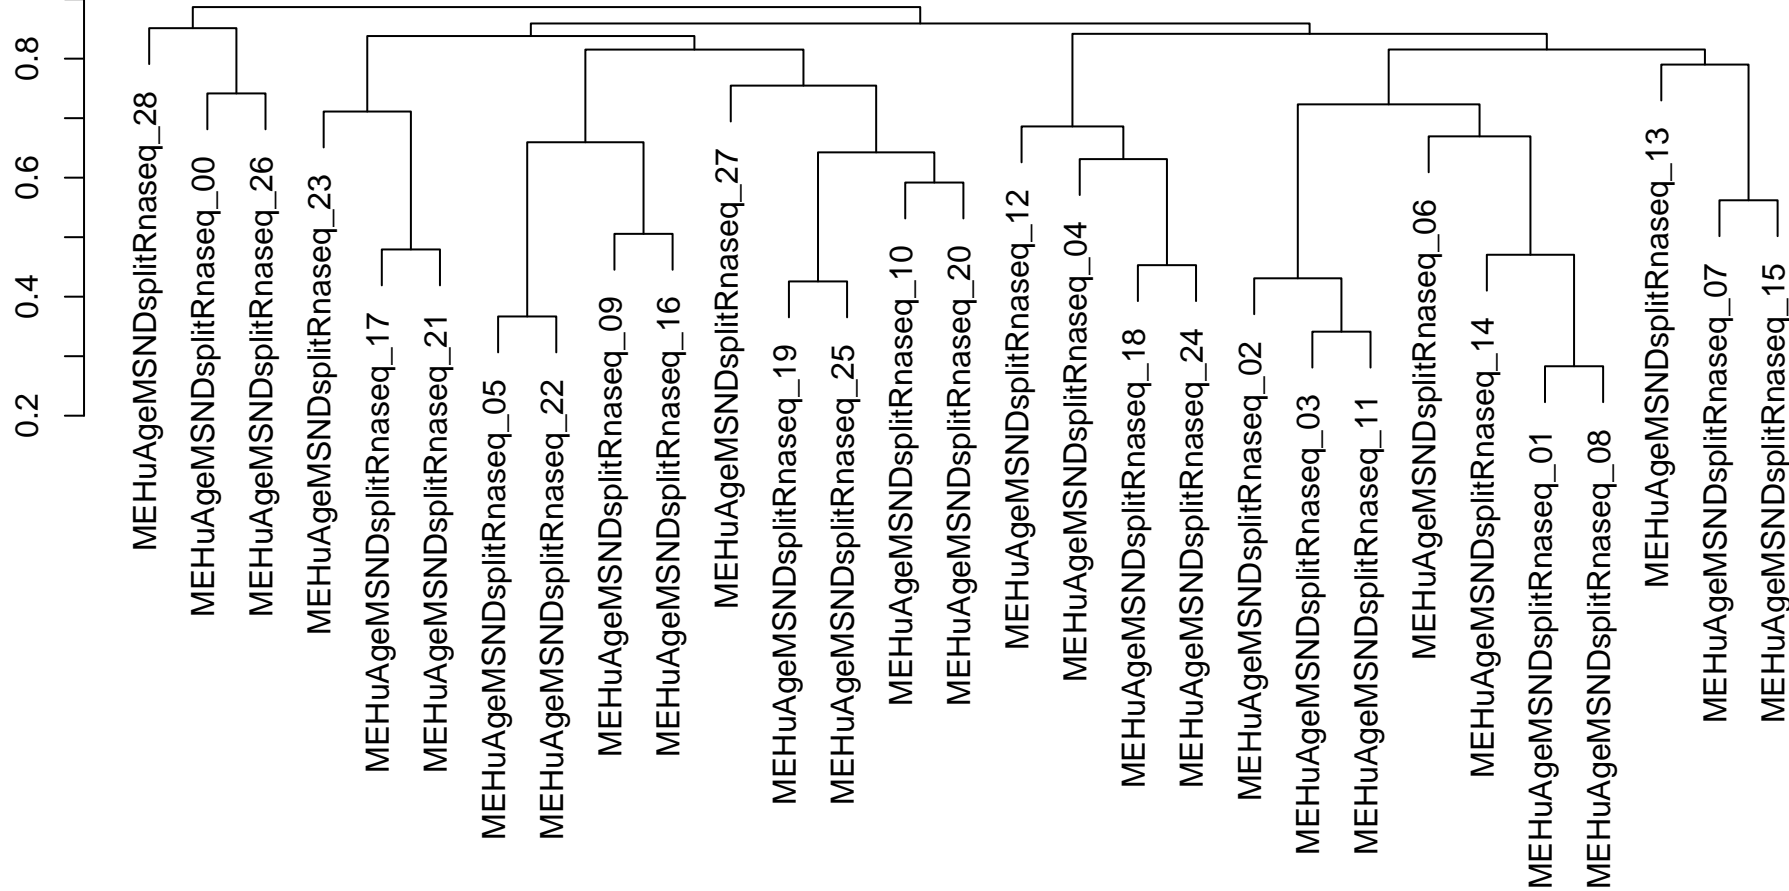 0.8
0.6
0.4
0.2
MEHuAgeMSNDsplitRnaseq_28
MEHuAgeMSNDsplitRnaseq_00
MEHuAgeMSNDsplitRnaseq_26
MEHuAgeMSNDsplitRnaseq_23
MEHuAgeMSNDsplitRnaseq_17
MEHuAgeMSNDsplitRnaseq_21
MEHuAgeMSNDsplitRnaseq_05
MEHuAgeMSNDsplitRnaseq_22
MEHuAgeMSNDsplitRnaseq_09
MEHuAgeMSNDsplitRnaseq_16
MEHuAgeMSNDsplitRnaseq_27
MEHuAgeMSNDsplitRnaseq_19
MEHuAgeMSNDsplitRnaseq_25
MEHuAgeMSNDsplitRnaseq_10
MEHuAgeMSNDsplitRnaseq_20
MEHuAgeMSNDsplitRnaseq_12
MEHuAgeMSNDsplitRnaseq_04
MEHuAgeMSNDsplitRnaseq_18
MEHuAgeMSNDsplitRnaseq_24
MEHuAgeMSNDsplitRnaseq_02
MEHuAgeMSNDsplitRnaseq_03
MEHuAgeMSNDsplitRnaseq_11
MEHuAgeMSNDsplitRnaseq_06
MEHuAgeMSNDsplitRnaseq_14
MEHuAgeMSNDsplitRnaseq_01
MEHuAgeMSNDsplitRnaseq_08
MEHuAgeMSNDsplitRnaseq_13
MEHuAgeMSNDsplitRnaseq_07
MEHuAgeMSNDsplitRnaseq_15